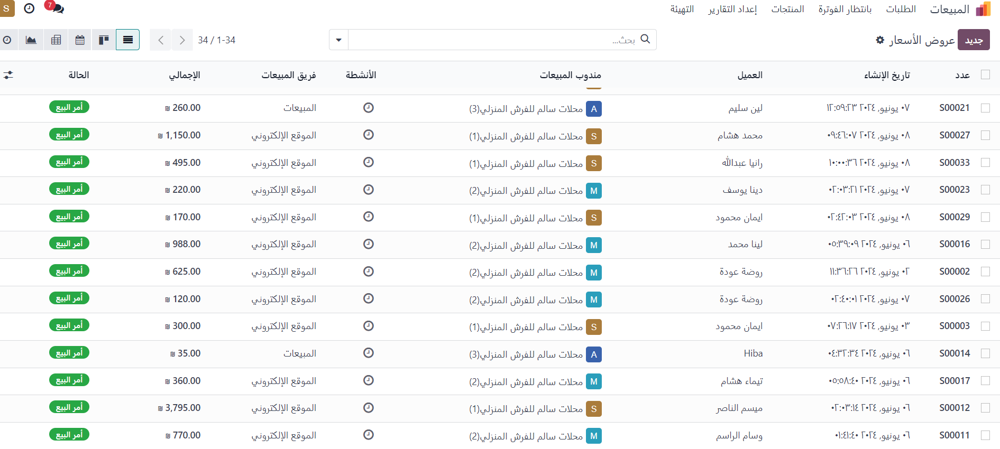 المبيعات الطلبات بانتظار الفوترة المنتجات إعداد التقارير التهيئة 7 S
جديد عروض الأسعار بحث... 1-34 / 34
عدد تاريخ الإنشاء العميل مندوب المبيعات الأنشطة فريق المبيعات الإجمالي الحالة
S00021 ٠٧ يونيو, ٢٠٢٤ ١٢:٥٩:٢٣ لين سليم A محلات سالم للفرش المنزلي(3) المبيعات 260.00 ₪ أمر البيع
S00027 ٠٨ يونيو, ٢٠٢٤ ٠٩:٤٦:٠٧ محمد هشام S محلات سالم للفرش المنزلي(1) الموقع الإلكتروني 1,150.00 ₪ أمر البيع
S00033 ٠٨ يونيو, ٢٠٢٤ ١٠:٠٠:٣٦ رانيا عبدالله S محلات سالم للفرش المنزلي(1) الموقع الإلكتروني 495.00 ₪ أمر البيع
S00023 ٠٧ يونيو, ٢٠٢٤ ٠٢:٠٣:٢١ دينا يوسف M محلات سالم للفرش المنزلي(2) الموقع الإلكتروني 220.00 ₪ أمر البيع
S00029 ٠٨ يونيو, ٢٠٢٤ ٠٢:٤٢:٠٣ ايمان محمود S محلات سالم للفرش المنزلي(1) الموقع الإلكتروني 170.00 ₪ أمر البيع
S00016 ٠٦ يونيو, ٢٠٢٤ ٠٥:٣٩:٠٩ لينا محمد M محلات سالم للفرش المنزلي(2) الموقع الإلكتروني 988.00 ₪ أمر البيع
S00002 ٠٢ يونيو, ٢٠٢٤ ١١:٣٦:٢٦ روضة عودة M محلات سالم للفرش المنزلي(2) الموقع الإلكتروني 625.00 ₪ أمر البيع
S00026 ٠٧ يونيو, ٢٠٢٤ ٠٢:٤٠:٠١ روضة عودة M محلات سالم للفرش المنزلي(2) الموقع الإلكتروني 120.00 ₪ أمر البيع
S00003 ٠٣ يونيو, ٢٠٢٤ ٠٧:٢٦:١٧ ايمان محمود S محلات سالم للفرش المنزلي(1) الموقع الإلكتروني 300.00 ₪ أمر البيع
S00014 ٠٦ يونيو, ٢٠٢٤ ٠٤:٣٢:٣٤ Hiba A محلات سالم للفرش المنزلي(3) المبيعات 35.00 ₪ أمر البيع
S00017 ٠٦ يونيو, ٢٠٢٤ ٠٥:٥٨:٤٠ تيماء هشام M محلات سالم للفرش المنزلي(2) الموقع الإلكتروني 360.00 ₪ أمر البيع
S00012 ٠٦ يونيو, ٢٠٢٤ ٠٢:٠٣:١٤ ميسم الناصر S محلات سالم للفرش المنزلي(1) الموقع الإلكتروني 3,795.00 ₪ أمر البيع
S00011 ٠٦ يونيو, ٢٠٢٤ ٠١:٤١:٤٠ وسام الراسم M محلات سالم للفرش المنزلي(2) الموقع الإلكتروني 770.00 ₪ أمر البيع